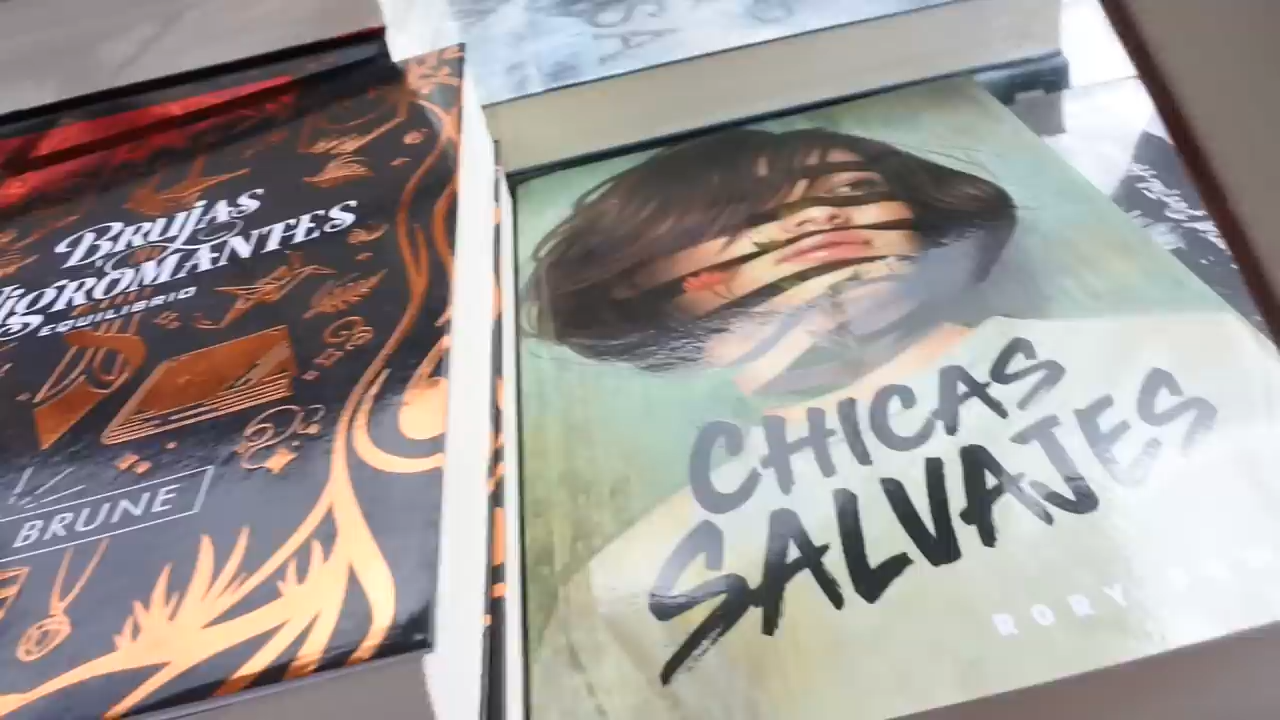 BRUJAS
NIGROMANTES
EQUILIBRIO
BRUNE
CHICAS
SALVAJES
RORY